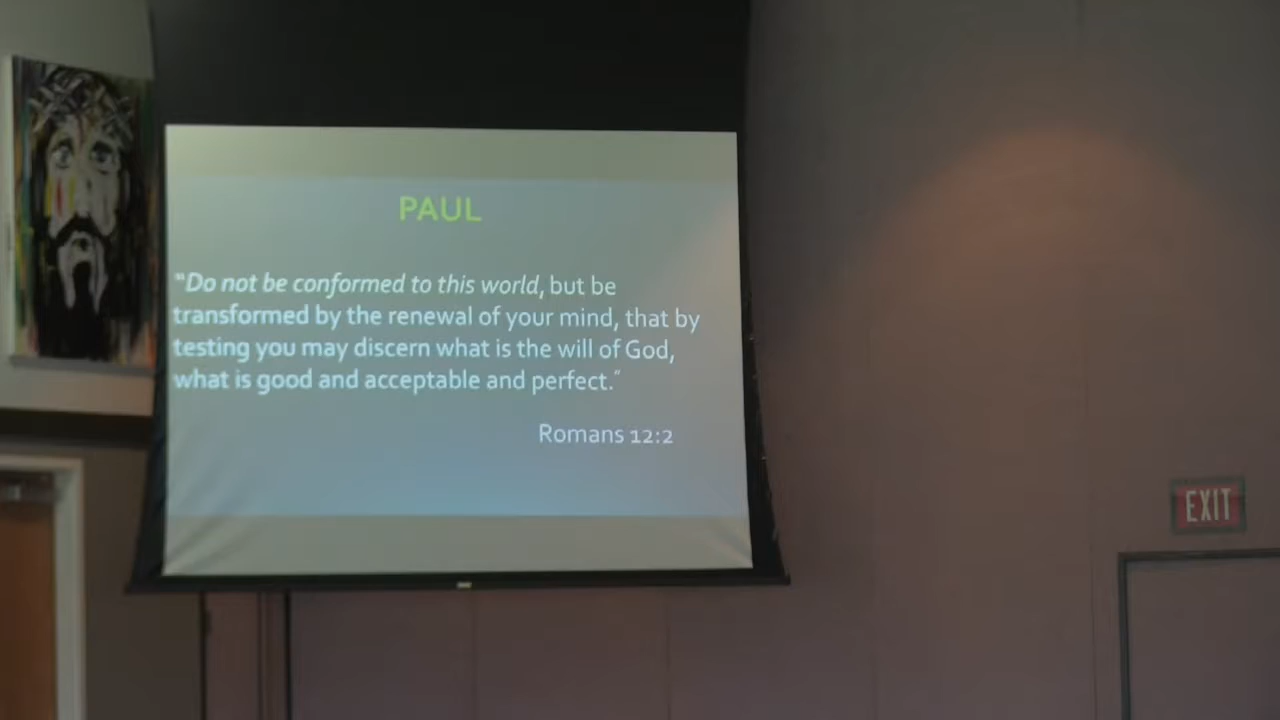 PAUL
"Do not be conformed to this world, but be
transformed by the renewal of your mind, that by
testing you may discern what is the will of God,
what is good and acceptable and perfect."
Romans 12:2
EXIT